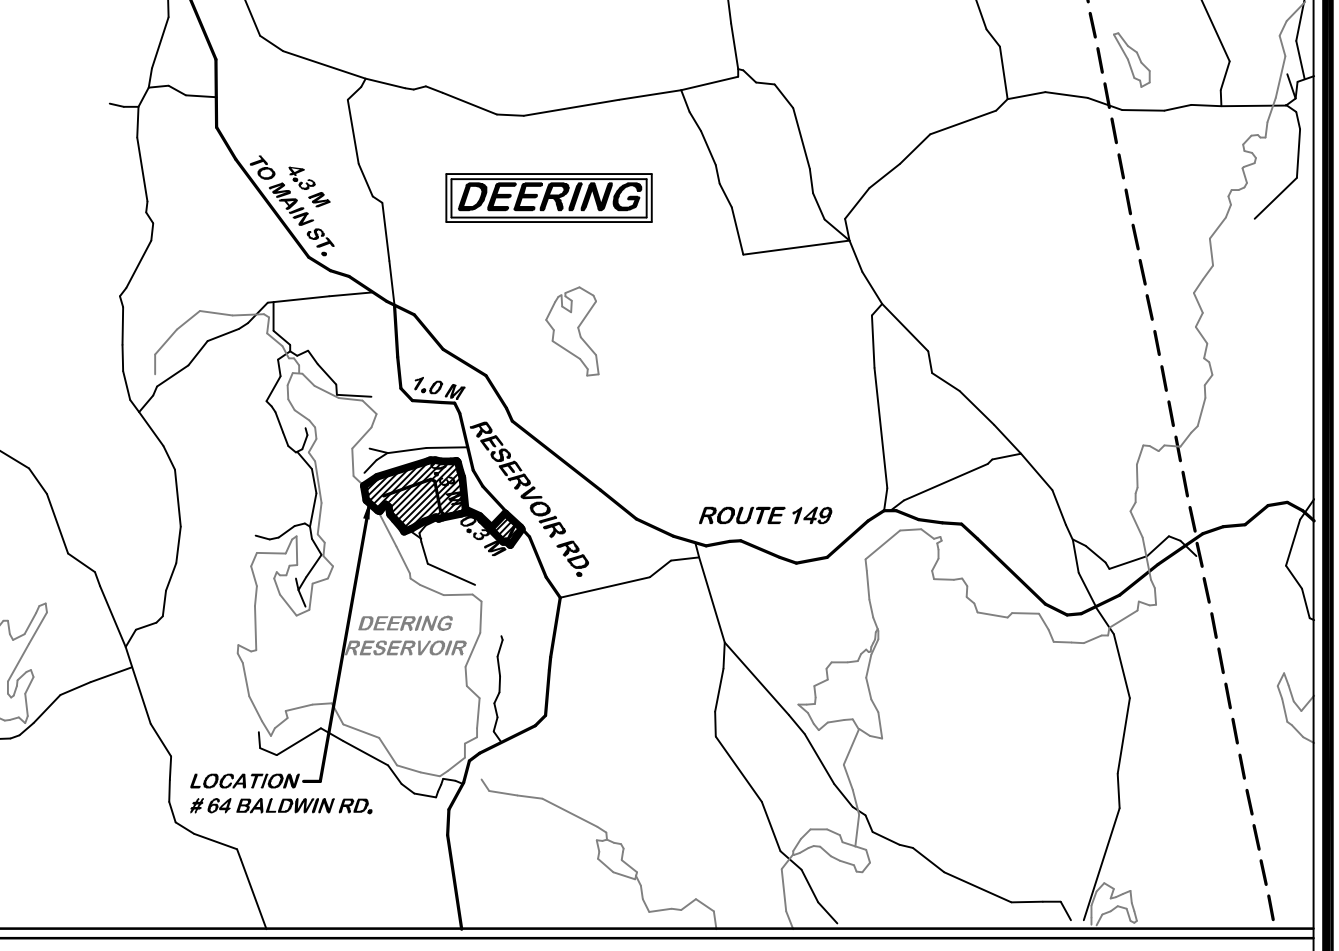 4.3 M
TO MAIN ST.
DEERING
1.0 M
RESERVOIR RD.
.3 M
0.3 M
ROUTE 149
DEERING
RESERVOIR
LOCATION
# 64 BALDWIN RD.